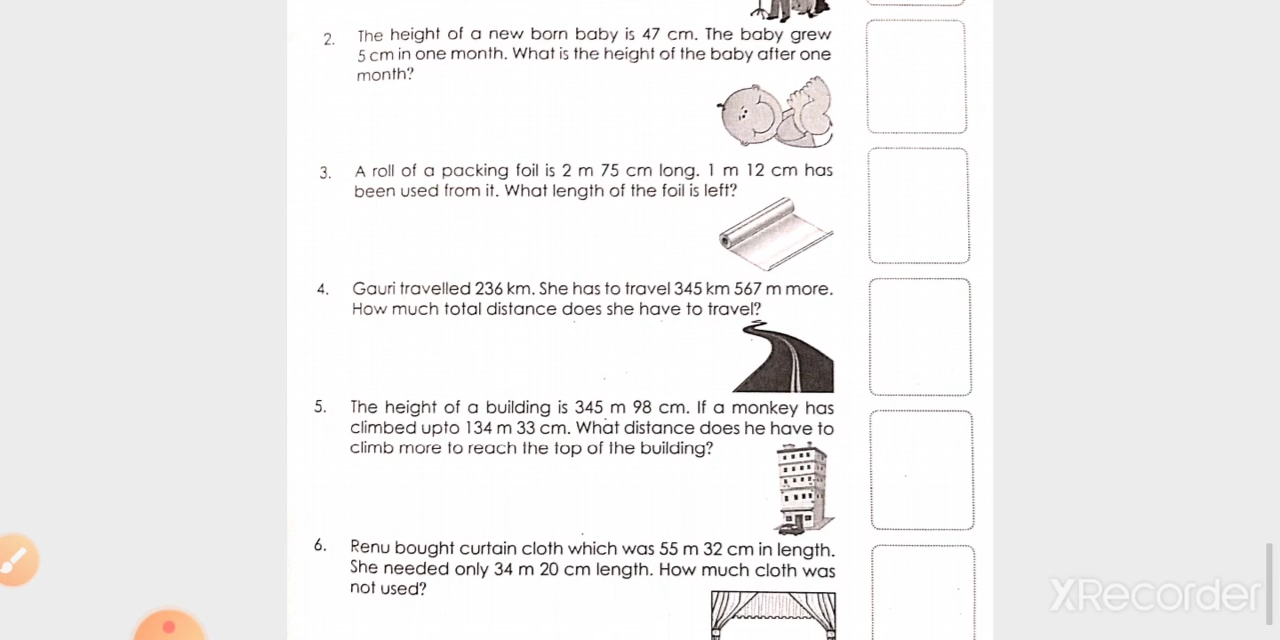 2. The height of a new born baby is 47 cm. The baby grew
5 cm in one month. What is the height of the baby after one
month?
3. A roll of a packing foil is 2 m 75 cm long. 1 m 12 cm has
been used from it. What length of the foil is left?
4. Gauri travelled 236 km. She has to travel 345 km 567 m more.
How much total distance does she have to travel?
5. The height of a building is 345 m 98 cm. If a monkey has
climbed upto 134 m 33 cm. What distance does he have to
climb more to reach the top of the building?
6. Renu bought curtain cloth which was 55 m 32 cm in length.
She needed only 34 m 20 cm length. How much cloth was
not used?
XRecorder